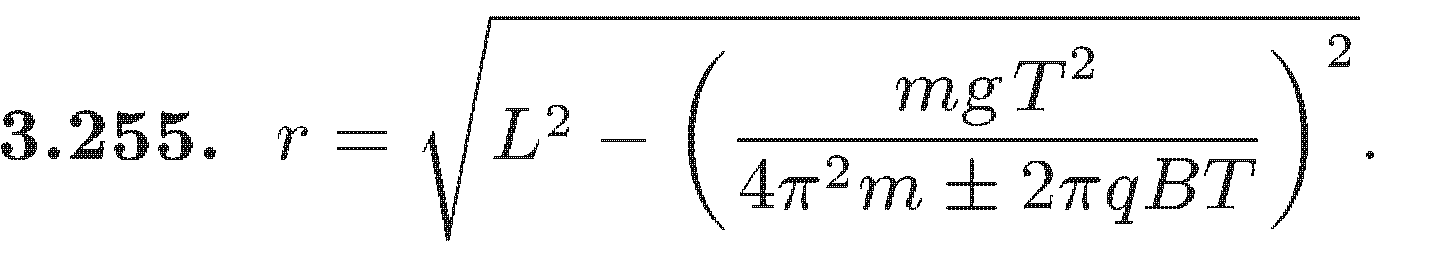 3.255. $r = \sqrt{L^2 - \left( \frac{mgT^2}{4\pi^2 m \pm 2\pi qBT} \right)^2}.$